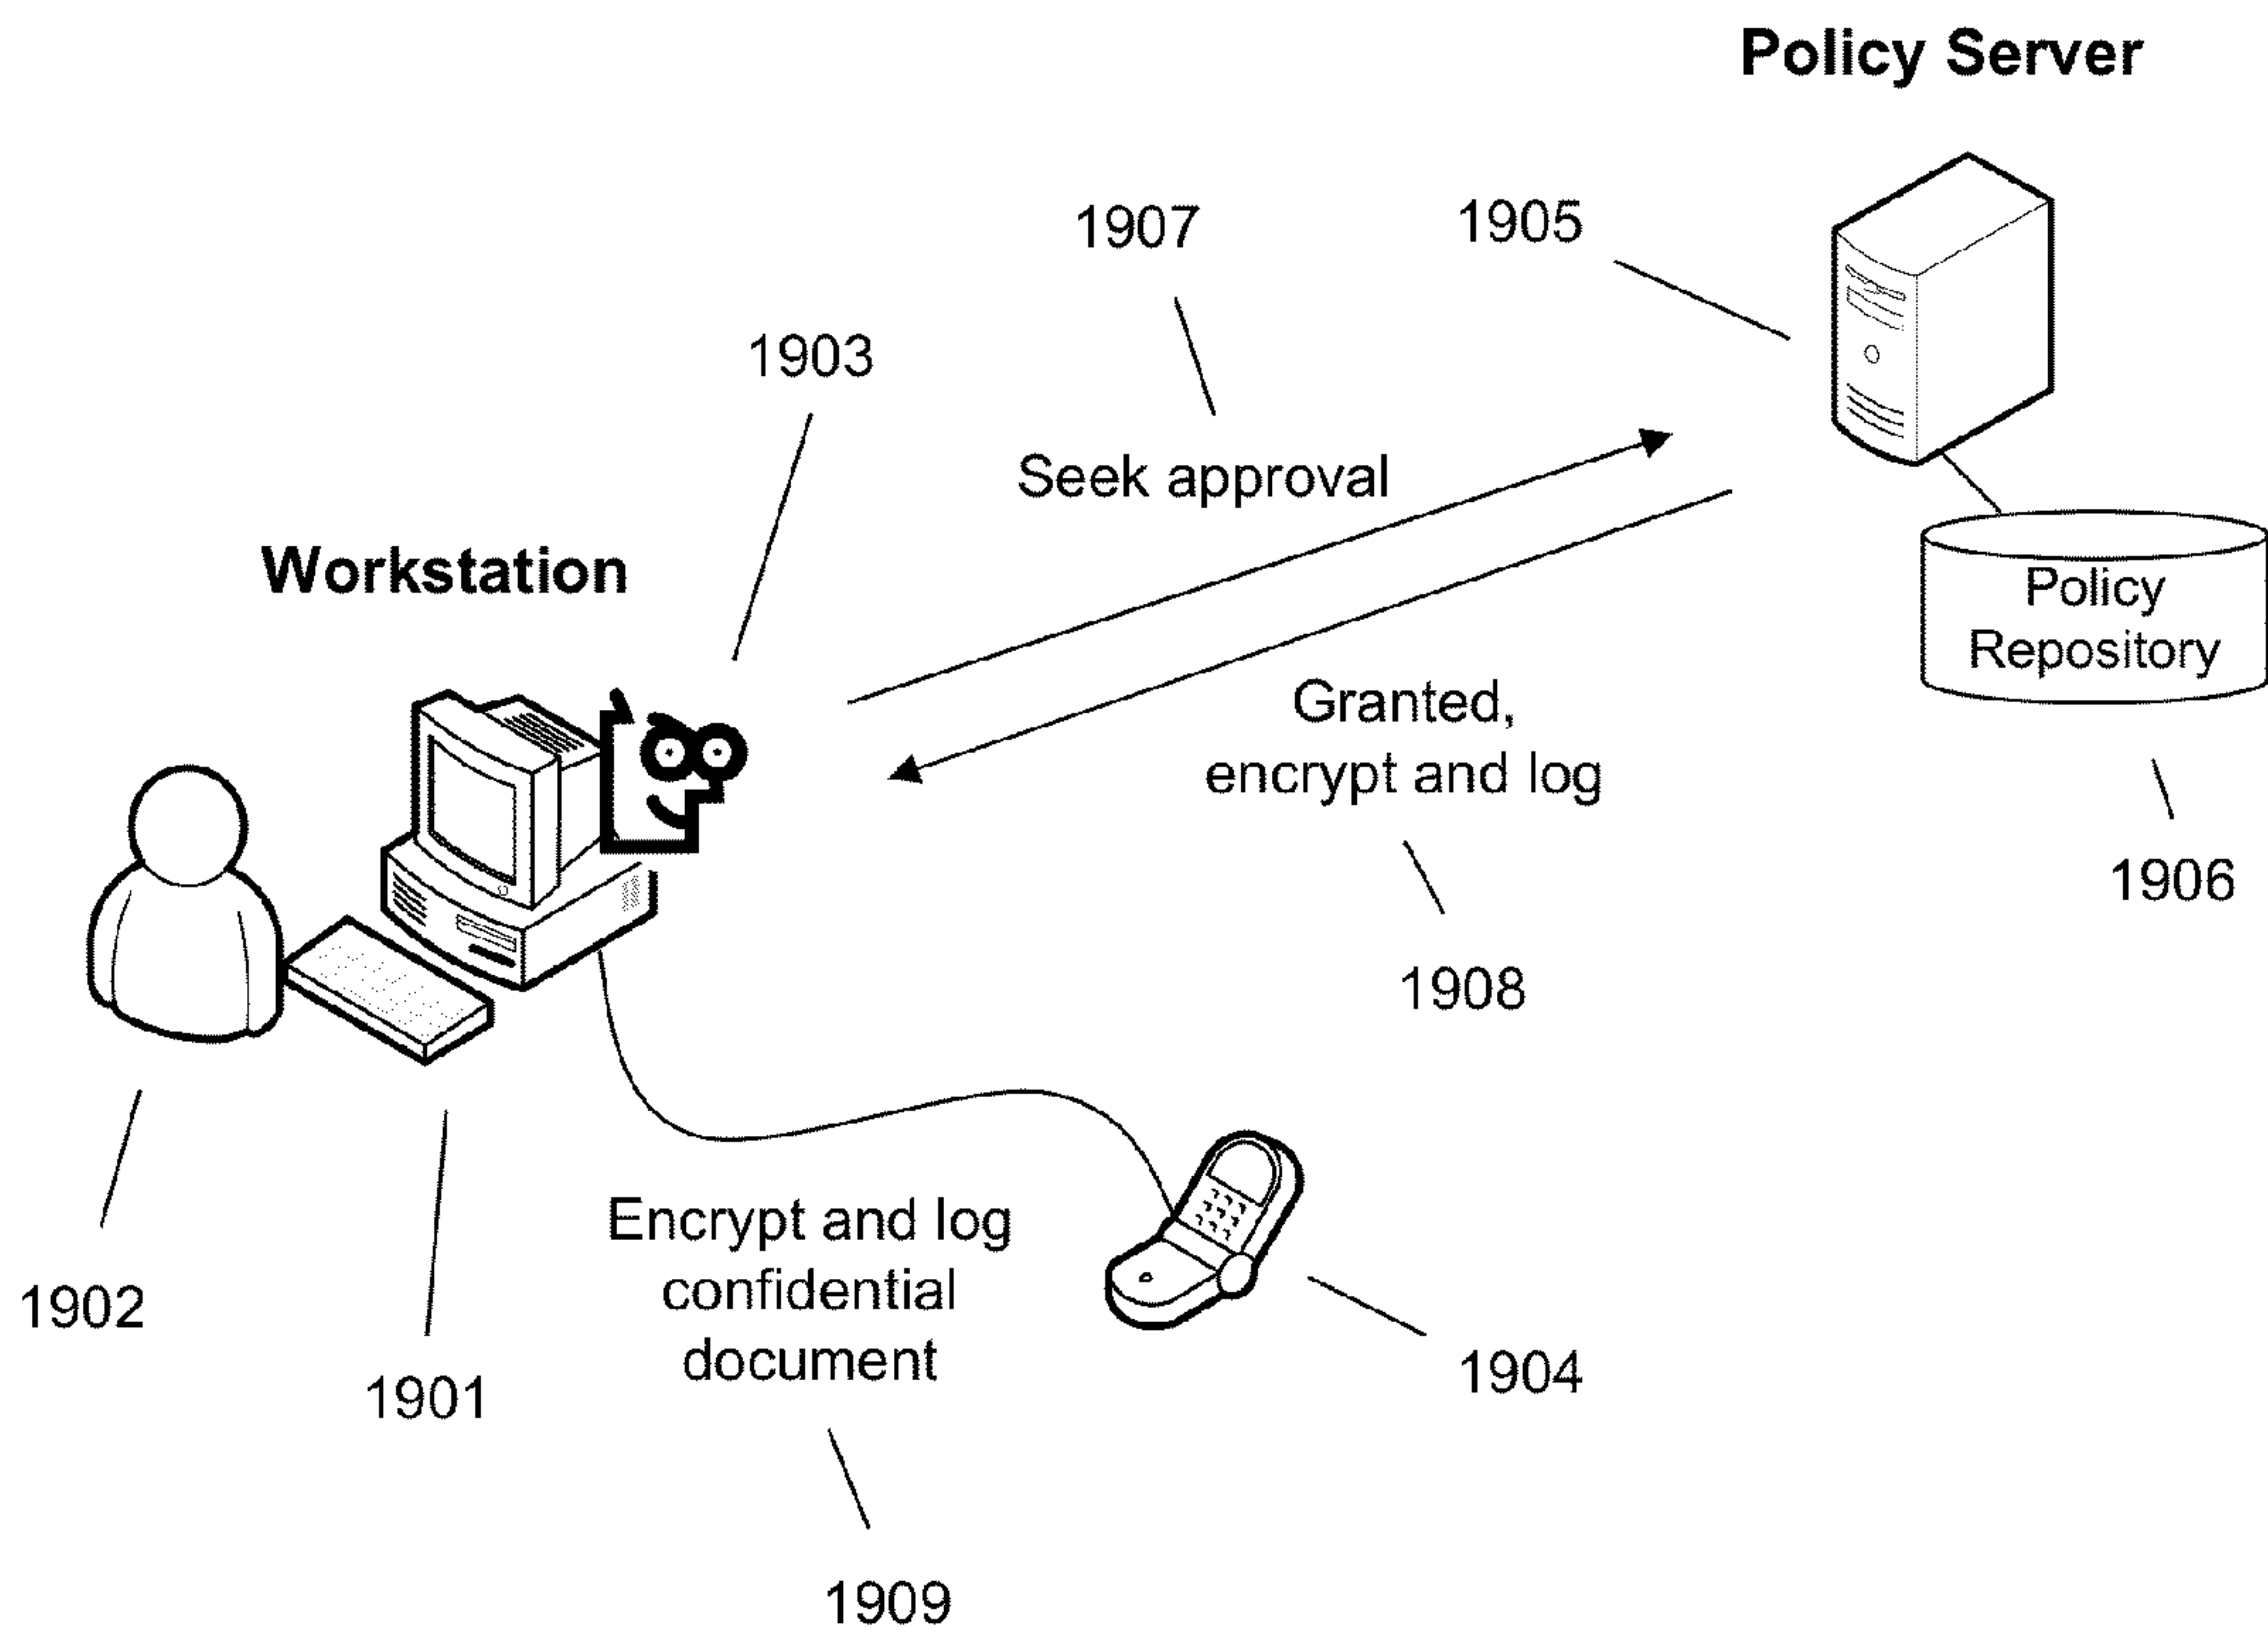 Policy Server
1907
1905
1903
Seek approval
Workstation
Policy
Repository
Granted,
encrypt and log
1906
1908
Encrypt and log
confidential
document
1902
1901
1904
1909